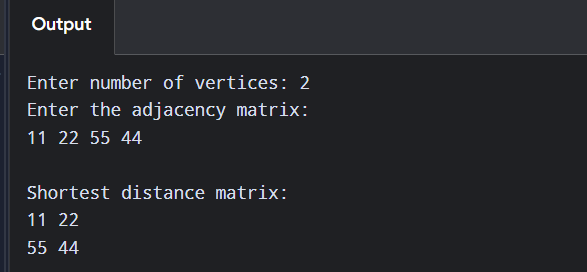 Output
Enter number of vertices: 2
Enter the adjacency matrix:
11 22 55 44
Shortest distance matrix:
11 22
55 44